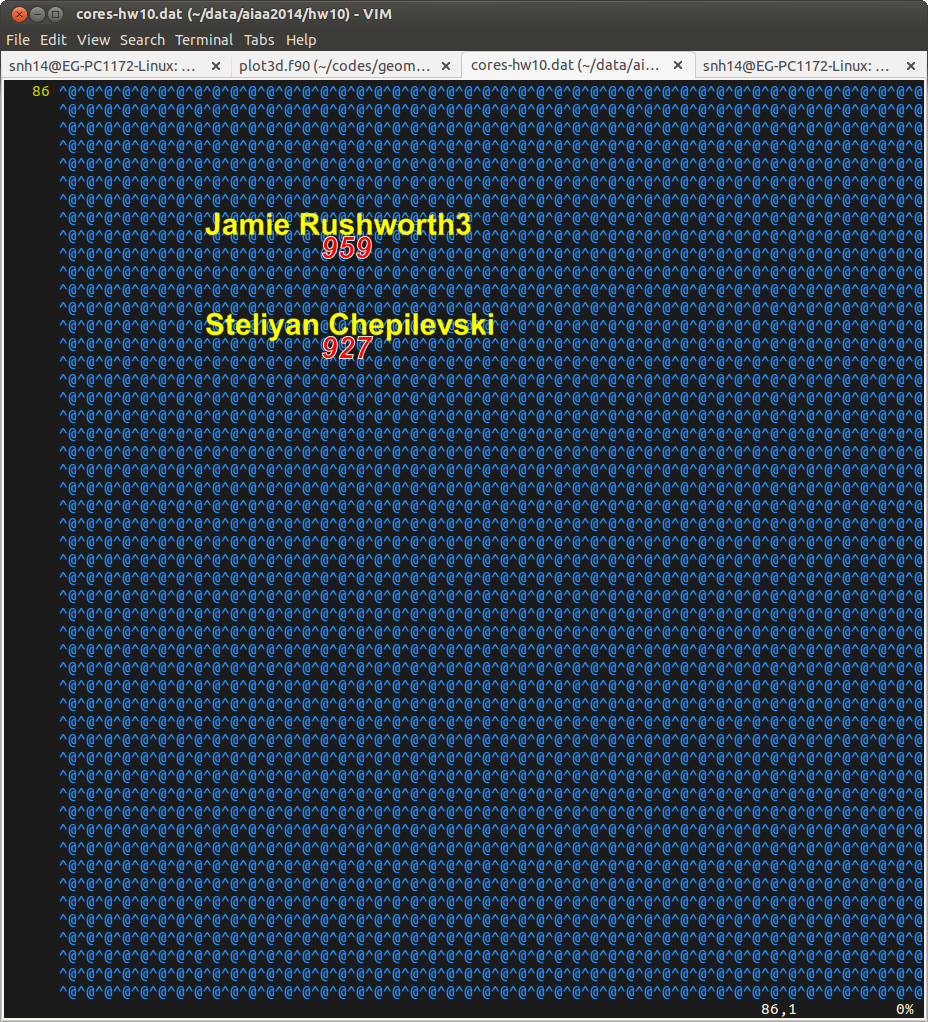 cores-hw10.dat (~/data/aiaa2014/hw10) - VIM
File Edit View Search Terminal Tabs Help
snh14@EG-PC1172-Linux: ... plot3d.f90 (~/codes/geom... cores-hw10.dat (~/data/ai... snh14@EG-PC1172-Linux: ...
86 ^@^@^@^@^@^@^@^@^@^@^@^@^@^@^@^@^@^@^@^@^@^@^@^@^@^@^@^@^@^@^@^@^@^@^@^@^@^@^@^@^@^@^@^@^@^@^@^@
Jamie Rushworth3
959
Steliyan Chepilevski
927
86,1 0%